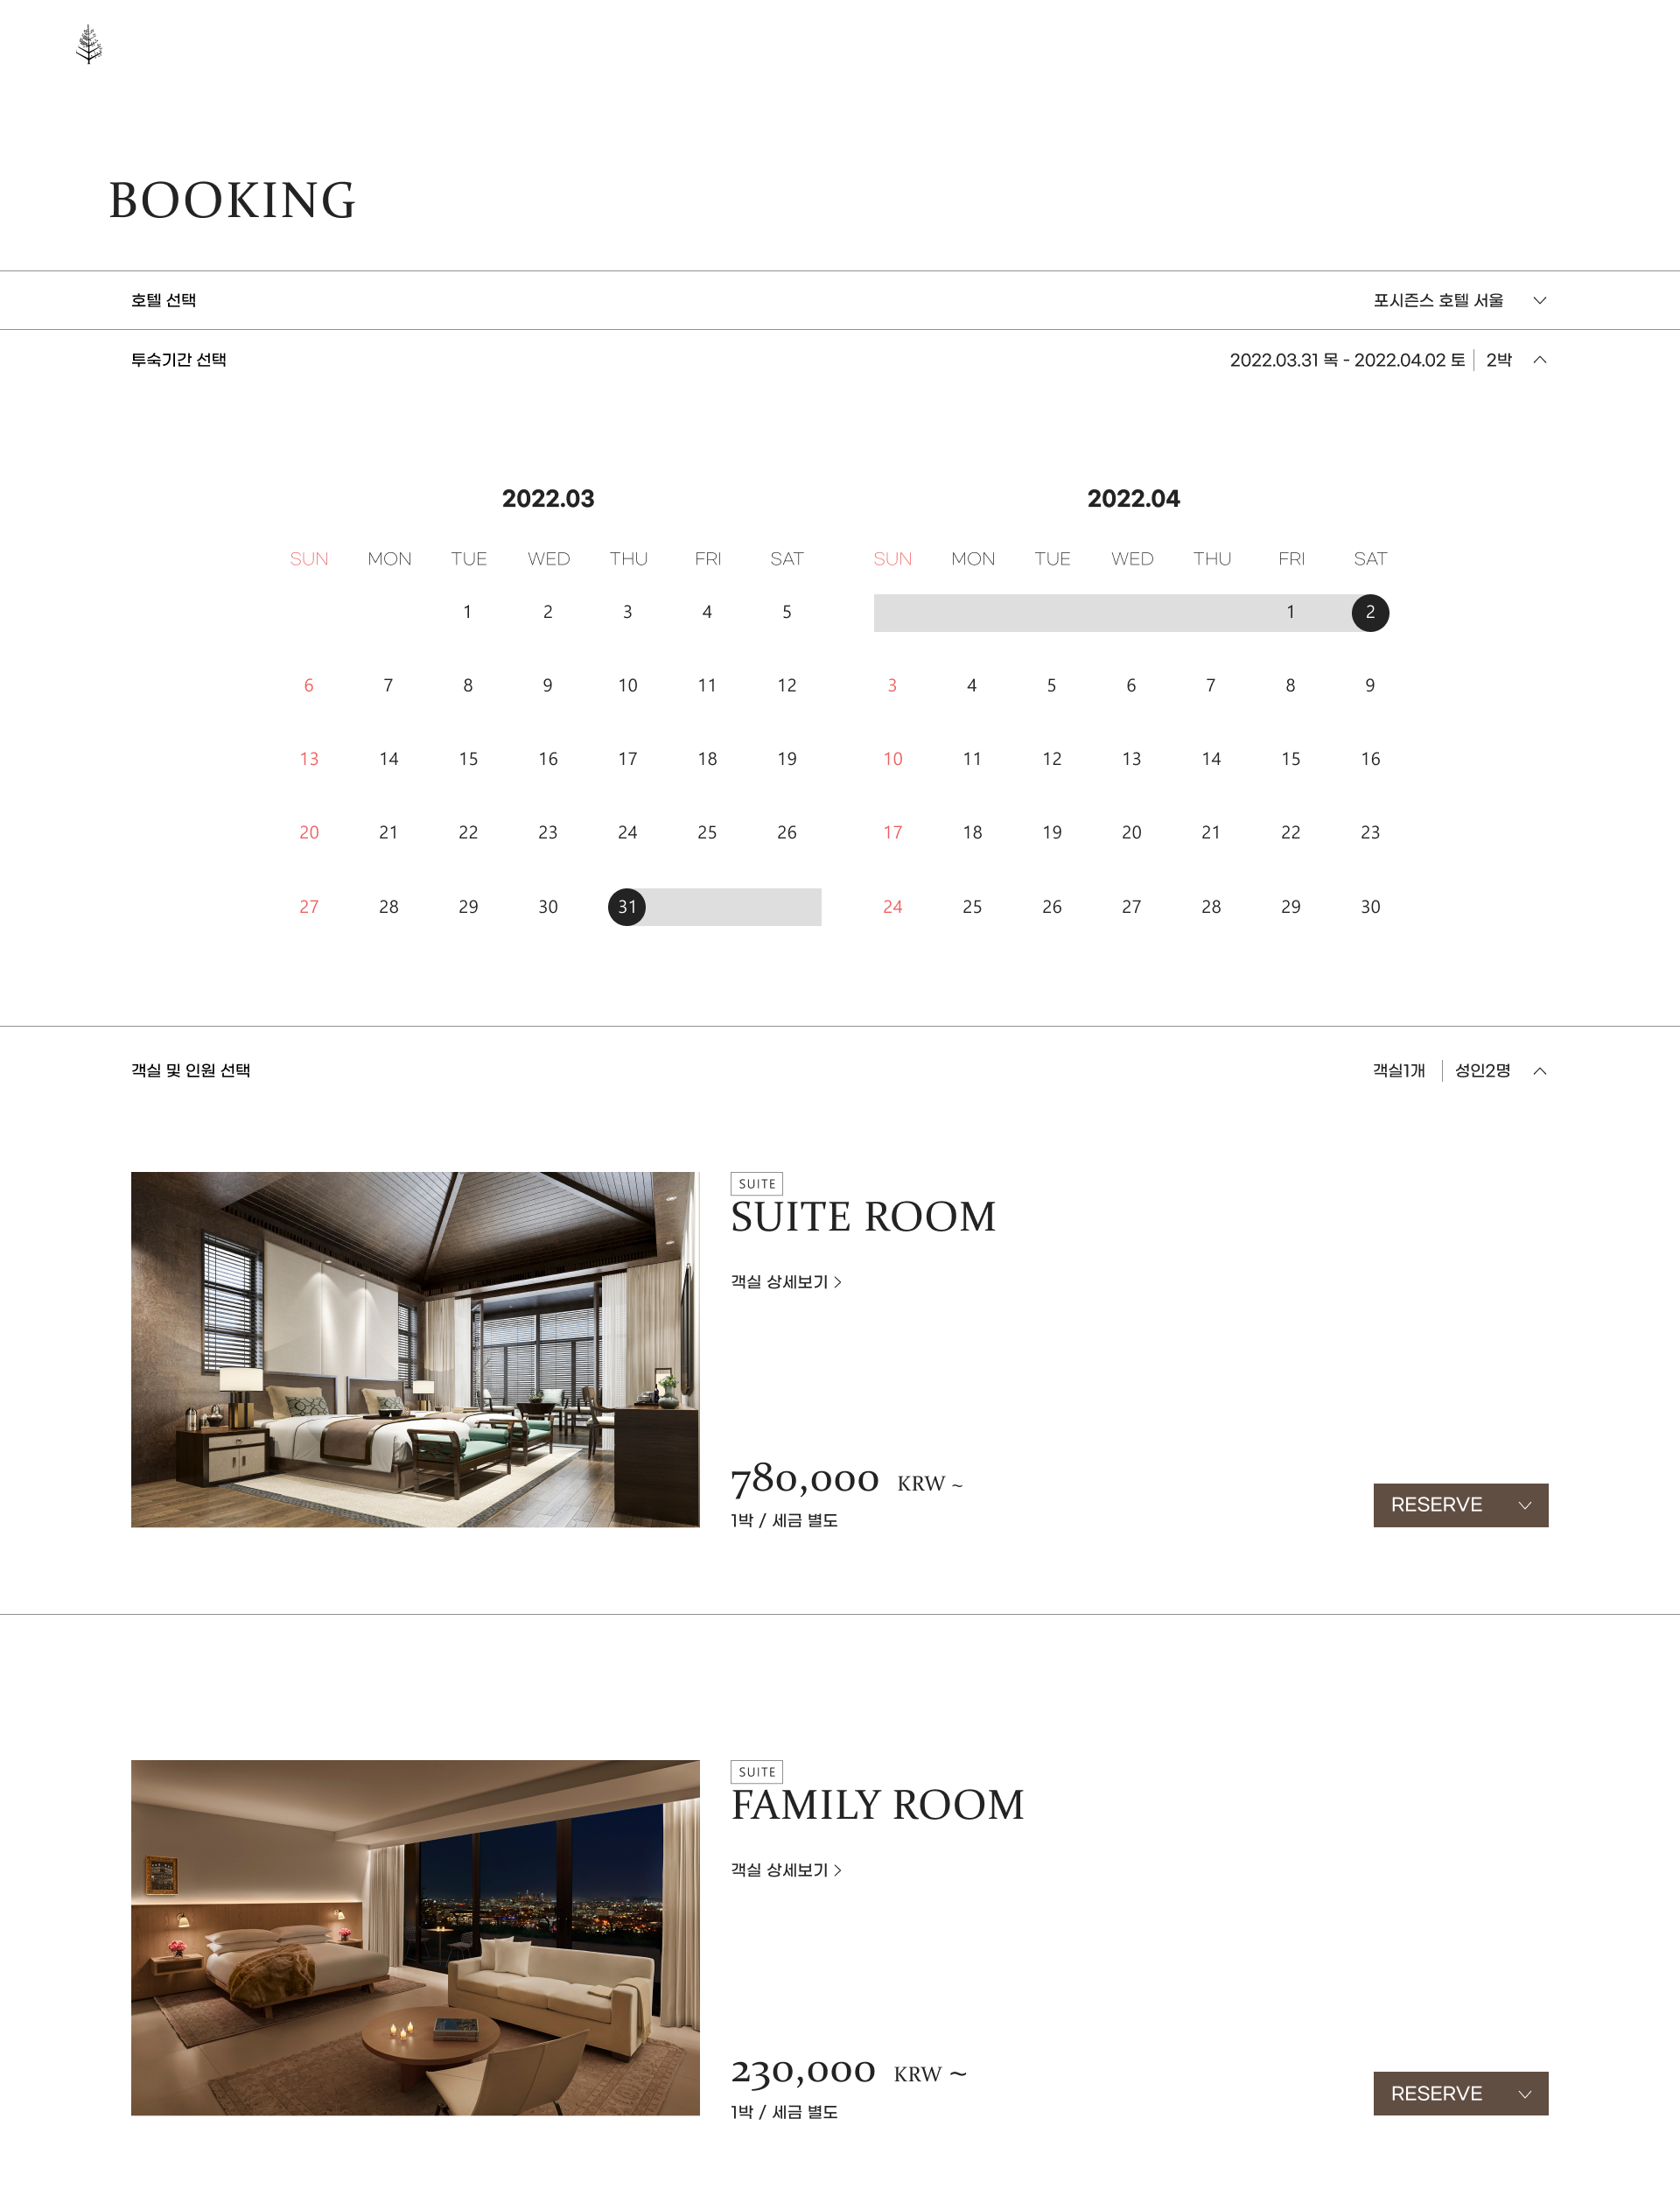 BOOKING
호텔 선택 포시즌스 호텔 서울
투숙기간 선택 2022.03.31 목 - 2022.04.02 토 2박
2022.03 2022.04
SUN MON TUE WED THU FRI SAT SUN MON TUE WED THU FRI SAT
1 2 3 4 5 1 2
6 7 8 9 10 11 12 3 4 5 6 7 8 9
13 14 15 16 17 18 19 10 11 12 13 14 15 16
20 21 22 23 24 25 26 17 18 19 20 21 22 23
27 28 29 30 31 24 25 26 27 28 29 30
객실 및 인원 선택 객실1개 성인2명
SUITE
SUITE ROOM
객실 상세보기 >
780,000 KRW ~
1박 / 세금 별도
RESERVE
SUITE
FAMILY ROOM
객실 상세보기 >
230,000 KRW ~
1박 / 세금 별도
RESERVE